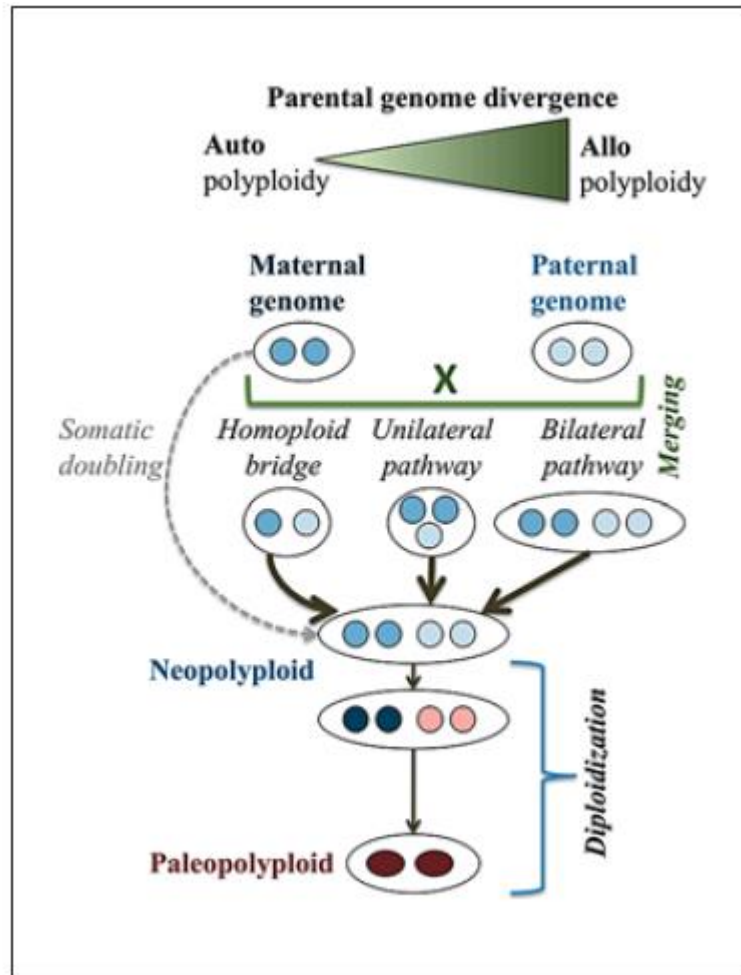 Parental genome divergence
Auto
polyploidy
Allo
polyploidy
Maternal
genome
Paternal
genome
X
Somatic
doubling
Homoploid
bridge
Unilateral
pathway
Bilateral
pathway
Merging
Neopolyploid
Diploidization
Paleopolyploid